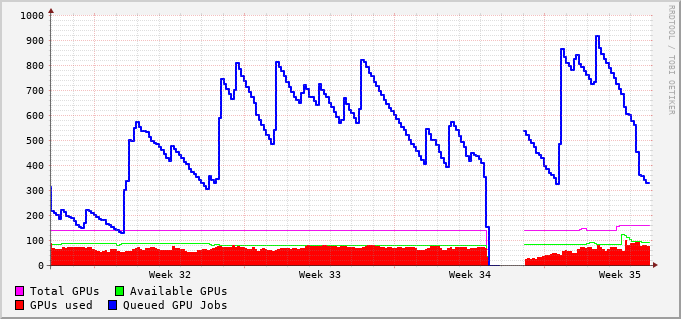 1000
900
800
700
600
500
400
300
200
100
0
Week 32 Week 33 Week 34 Week 35
Total GPUs Available GPUs
GPUs used Queued GPU Jobs
RRDTOOL / TOBI OETIKER